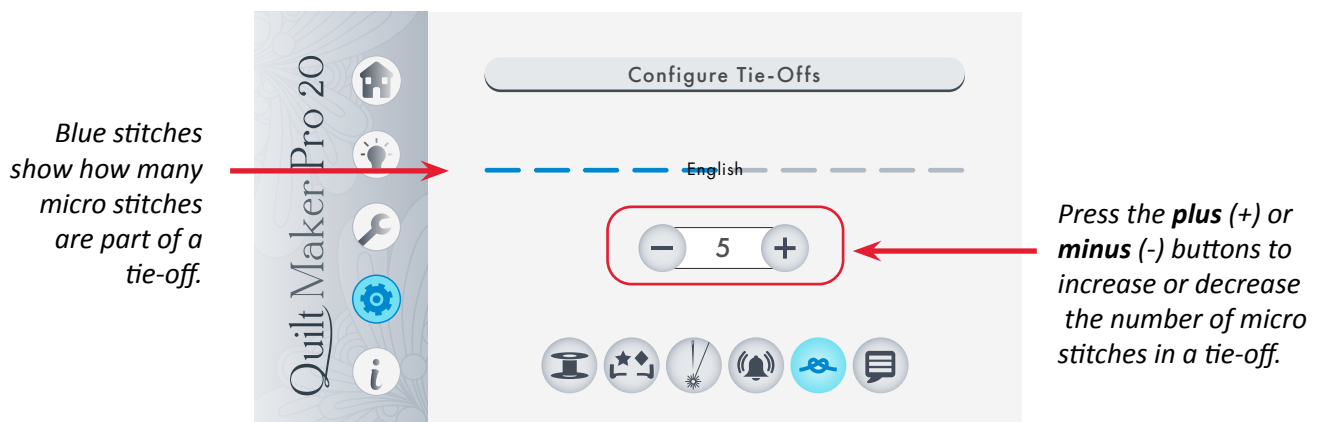 Blue stitches
show how many
micro stitches
are part of a
tie-off.
Quilt Maker Pro 20
i
Configure Tie-Offs
English
5
Press the plus (+) or
minus (-) buttons to
increase or decrease
the number of micro
stitches in a tie-off.